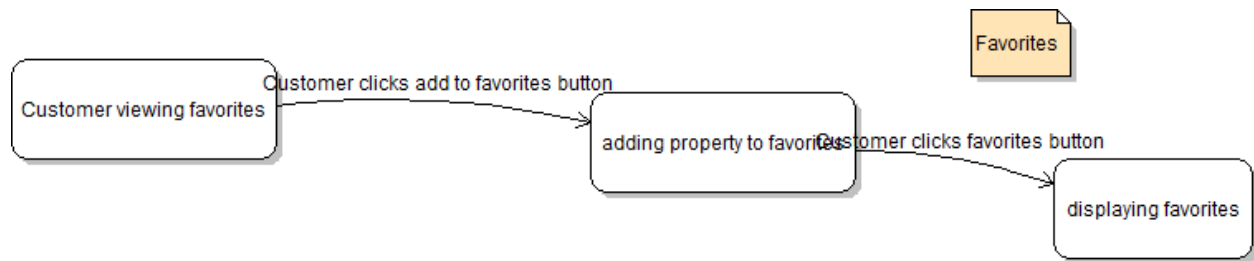 Favorites
Customer clicks add to favorites button
Customer viewing favorites
adding property to favorites
Customer clicks favorites button
displaying favorites